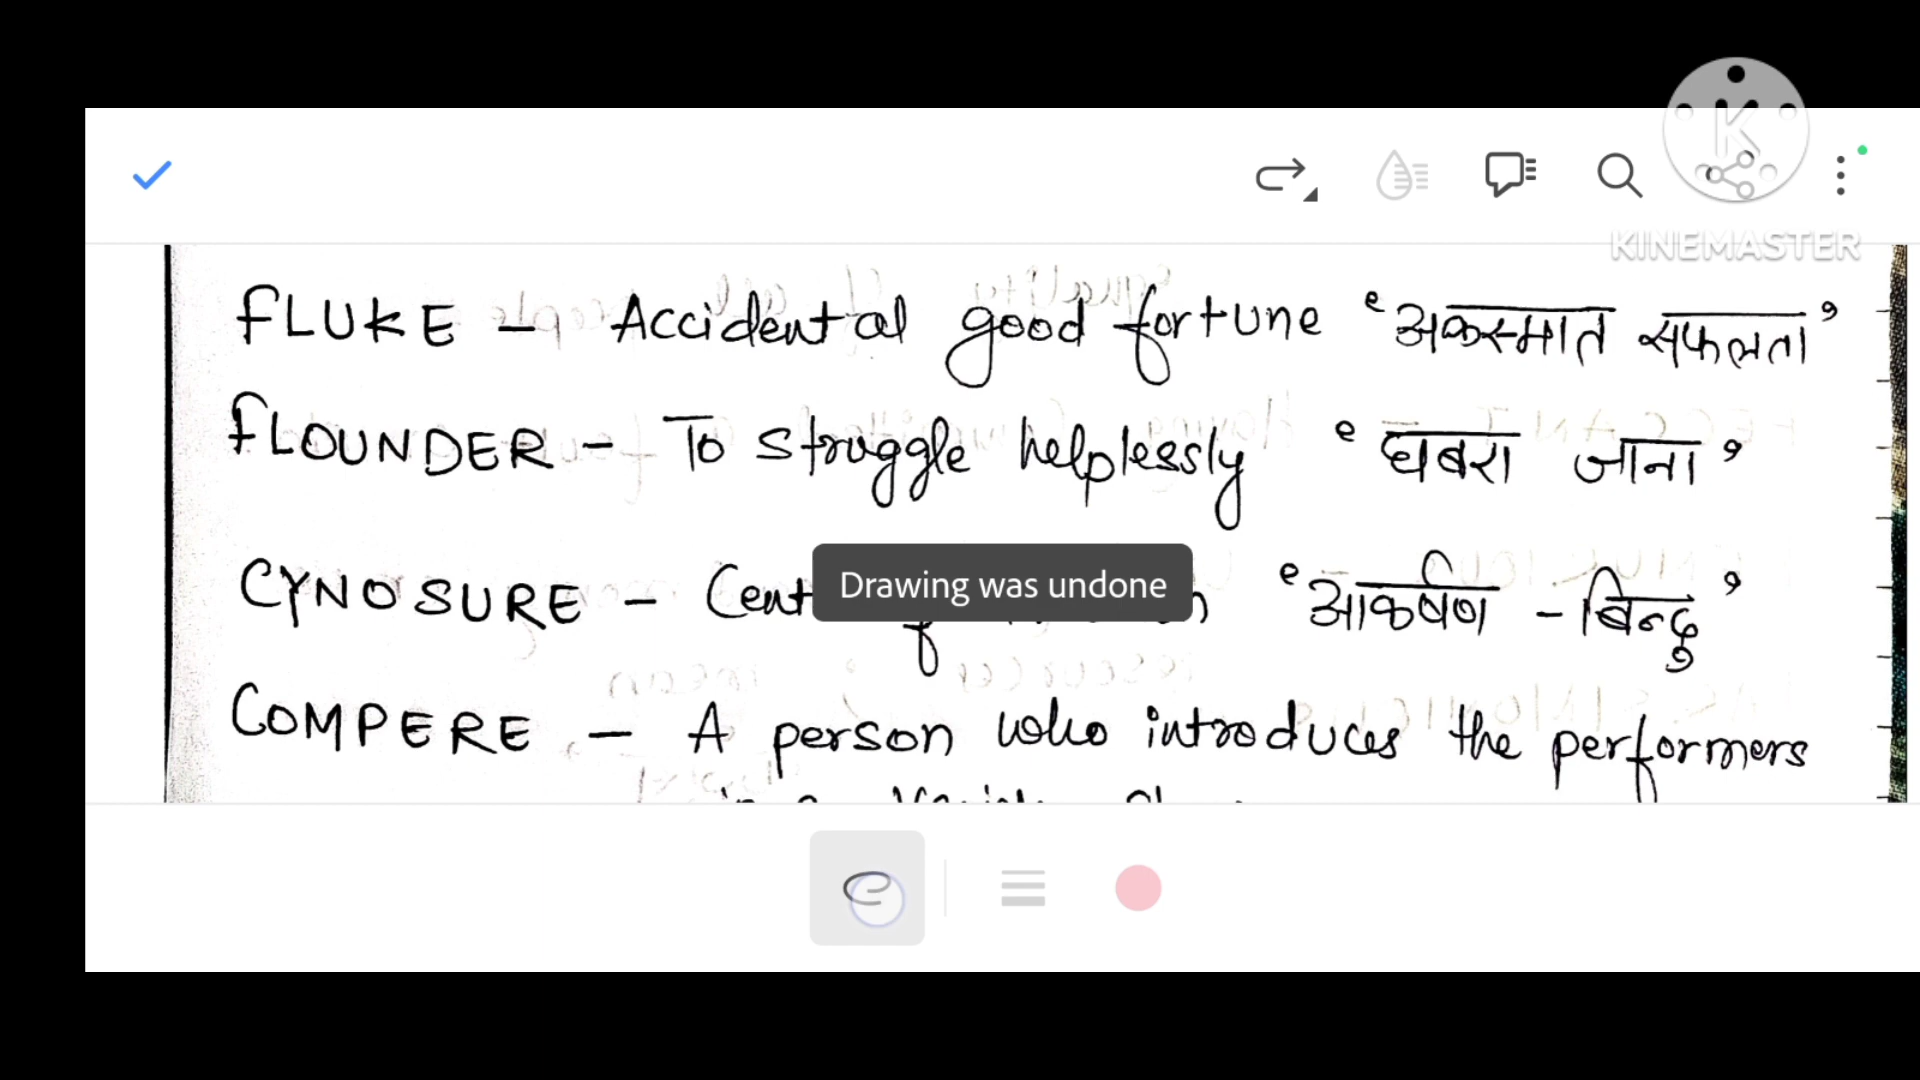 KINEMASTER
FLUKE – Accidental good fortune 'अकस्मात सफलता'
FLOUNDER – To struggle helplessly 'घबरा जाना'
Drawing was undone
CYNOSURE – 'आकर्षण – बिन्दु'
COMPERE – A person who introduces the performers